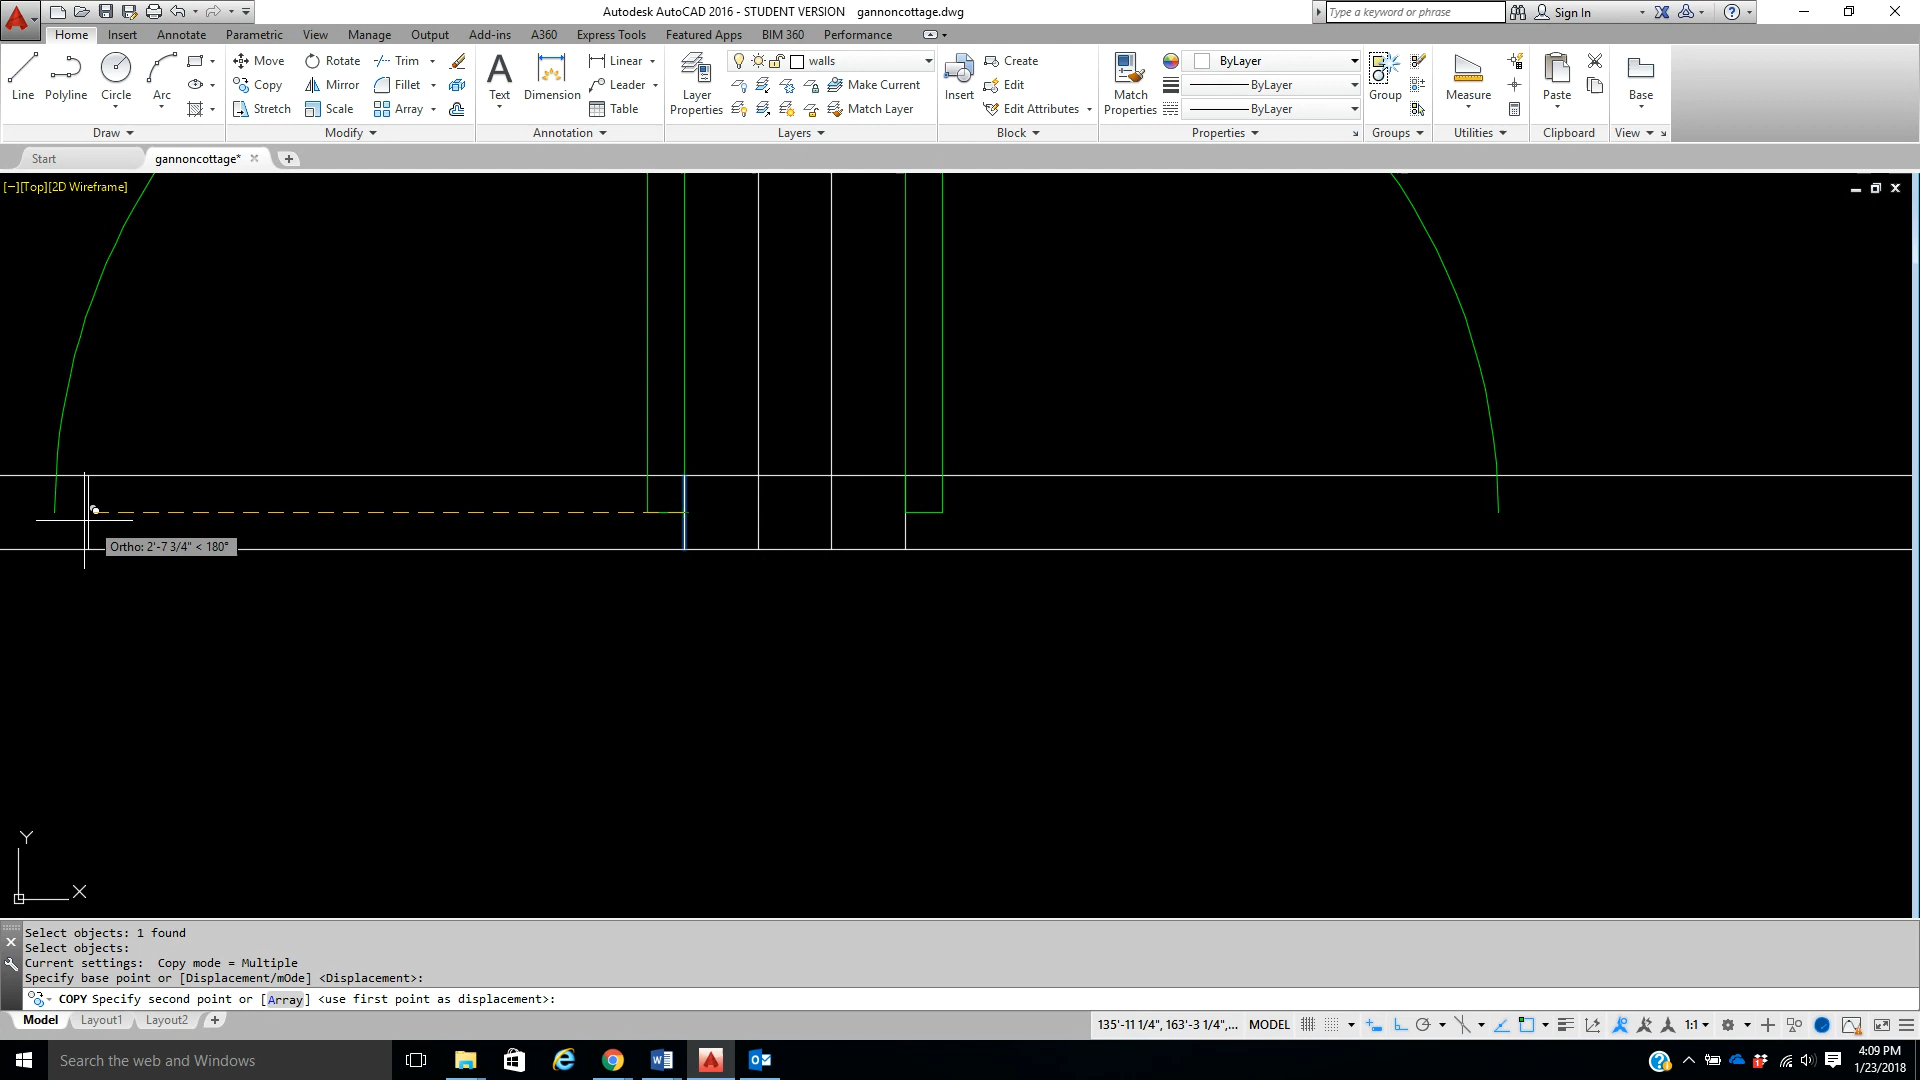 Autodesk AutoCAD 2016 - STUDENT VERSION gannoncottage.dwg
Type a keyword or phrase
Sign In
Home Insert Annotate Parametric View Manage Output Add-ins A360 Express Tools Featured Apps BIM 360 Performance
Line Polyline Circle Arc
Move Rotate Trim
Copy Mirror Fillet
Stretch Scale Array
Text Dimension
Linear
Leader
Table
Layer Properties
walls
Make Current
Match Layer
Insert
Create
Edit
Edit Attributes
Match Properties
ByLayer
ByLayer
ByLayer
Group
Measure
Paste
Base
Draw Modify Annotation Layers Block Properties Groups Utilities Clipboard View
Start gannoncottage*
[−][Top][2D Wireframe]
Ortho: 2'-7 3/4" < 180°
Y
X
Select objects: 1 found
Select objects:
Current settings: Copy mode = Multiple
Specify base point or [Displacement/mOde] <Displacement>:
COPY Specify second point or [Array] <use first point as displacement>:
Model Layout1 Layout2
135'-11 1/4", 163'-3 1/4",... MODEL 1:1
Search the web and Windows
4:09 PM
1/23/2018